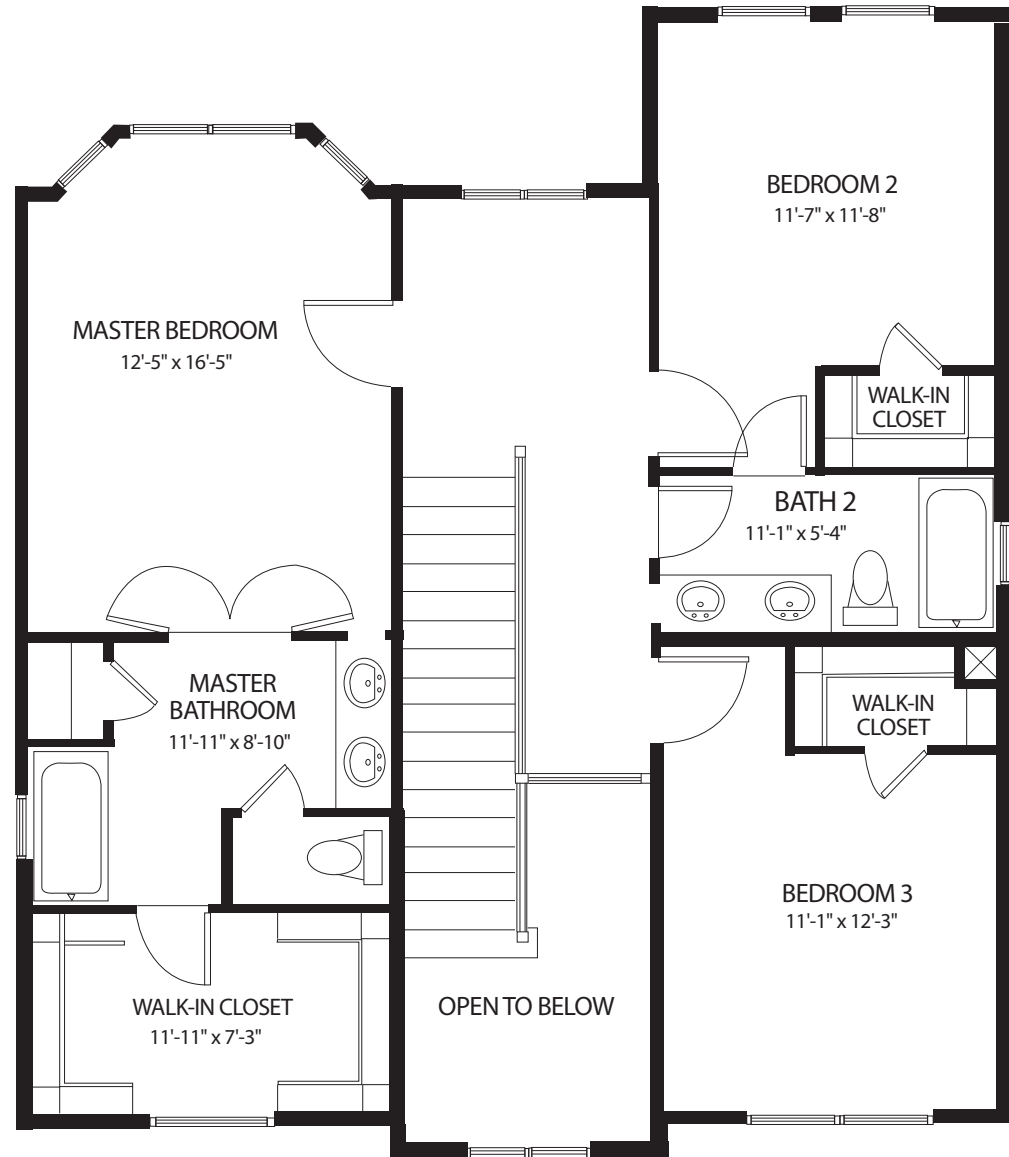 BEDROOM 2
11'-7" x 11'-8"
MASTER BEDROOM
12'-5" x 16'-5"
WALK-IN
CLOSET
BATH 2
11'-1" x 5'-4"
MASTER
BATHROOM
11'-11" x 8'-10"
WALK-IN
CLOSET
BEDROOM 3
11'-1" x 12'-3"
WALK-IN CLOSET
11'-11" x 7'-3"
OPEN TO BELOW